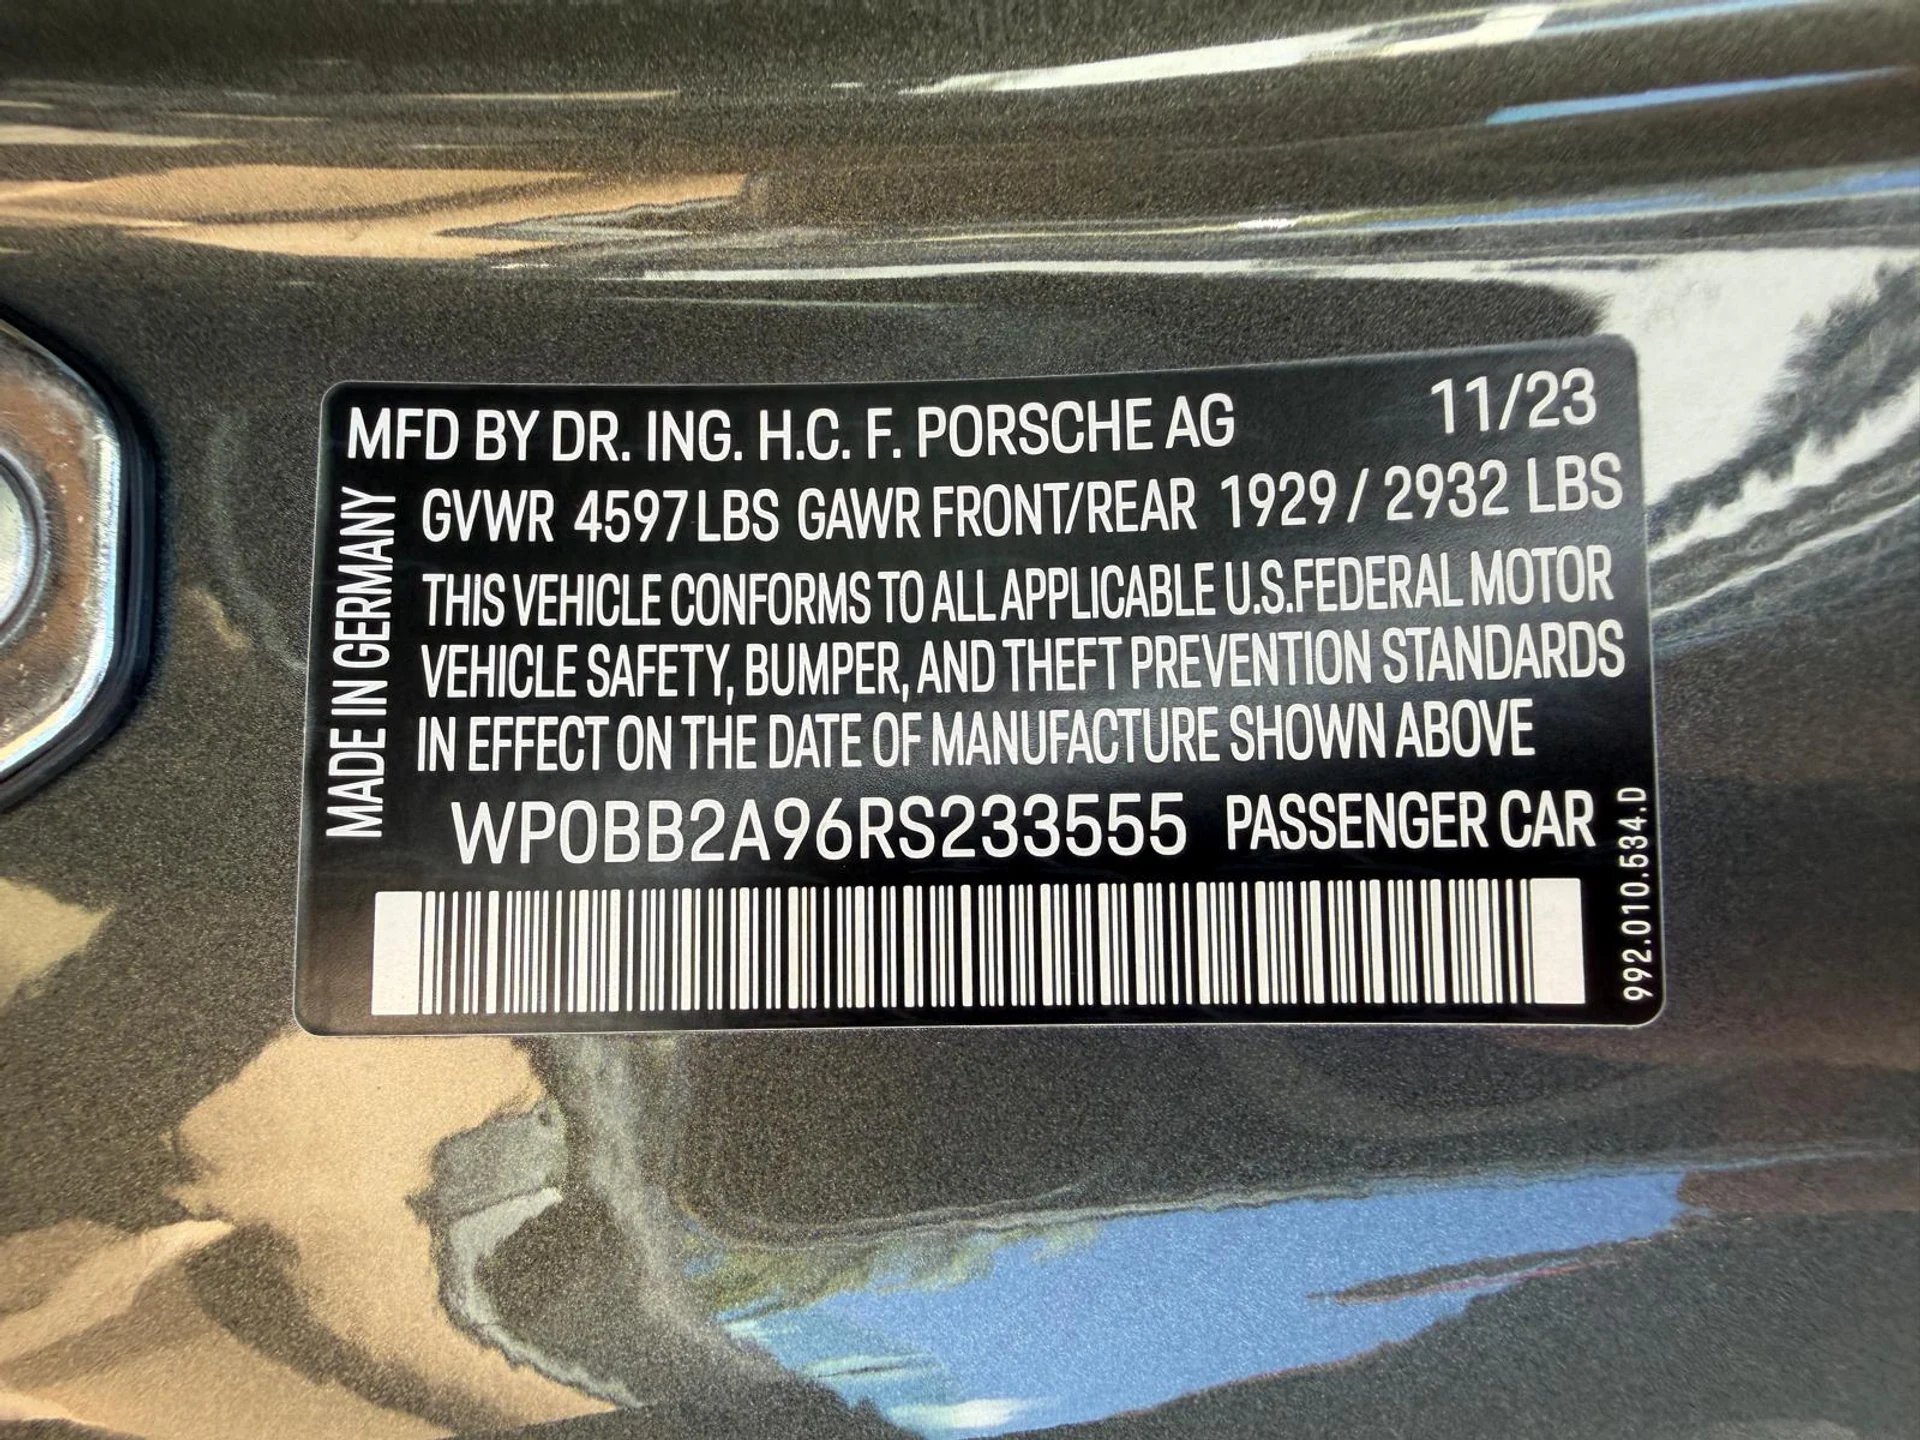 MFD BY DR. ING. H.C. F. PORSCHE AG 11/23
GVWR 4597 LBS GAWR FRONT/REAR 1929 / 2932 LBS
THIS VEHICLE CONFORMS TO ALL APPLICABLE U.S.FEDERAL MOTOR
VEHICLE SAFETY, BUMPER, AND THEFT PREVENTION STANDARDS
IN EFFECT ON THE DATE OF MANUFACTURE SHOWN ABOVE
WP0BB2A96RS233555 PASSENGER CAR
MADE IN GERMANY
992.010.534.D